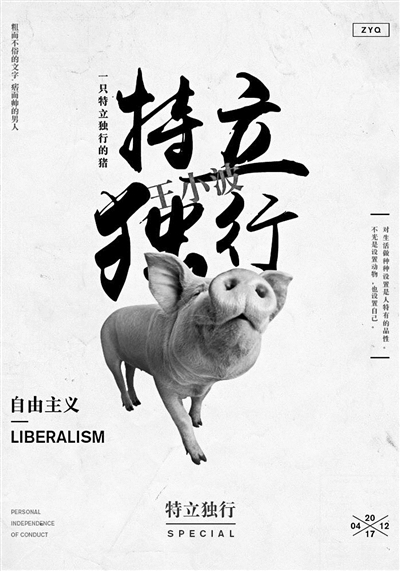 粗而不俗的文字，痞而帅的男人
ZYQ
一只特立独行的猪
特立
独行
王小波
对生活做种种设置是人特有的品性。
不光是设置动物，也设置自己。
自由主义
LIBERALISM
PERSONAL
INDEPENDENCE
OF CONDUCT
特立独行
SPECIAL
20
04 12
17